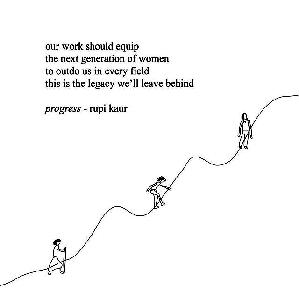 our work should equip
the next generation of women
to outdo us in every field
this is the legacy we'll leave behind
progress - rupi kaur